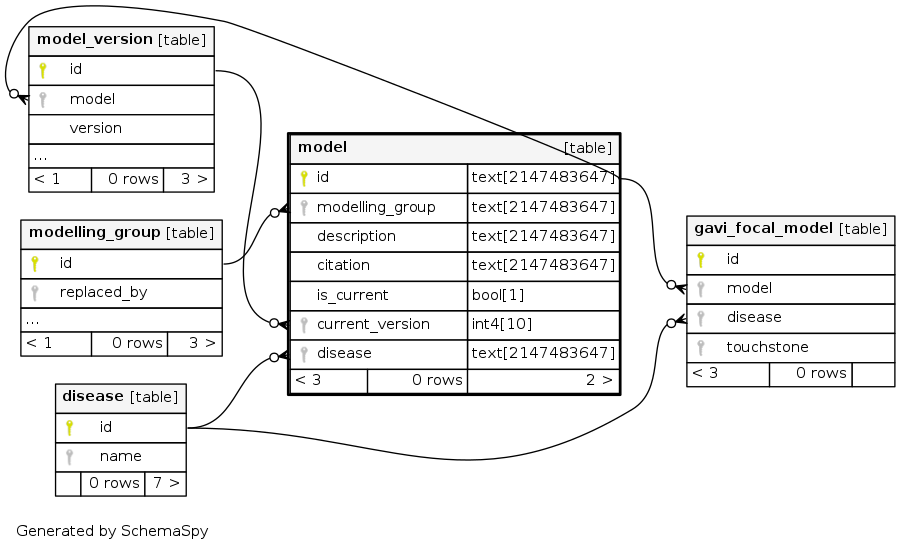 model_version [table]
id
model
version
...
< 1 0 rows 3 >
modelling_group [table]
id
replaced_by
...
< 1 0 rows 3 >
disease [table]
id
name
0 rows 7 >
model [table]
id text[2147483647]
modelling_group text[2147483647]
description text[2147483647]
citation text[2147483647]
is_current bool[1]
current_version int4[10]
disease text[2147483647]
< 3 0 rows 2 >
gavi_focal_model [table]
id
model
disease
touchstone
< 3 0 rows
Generated by SchemaSpy